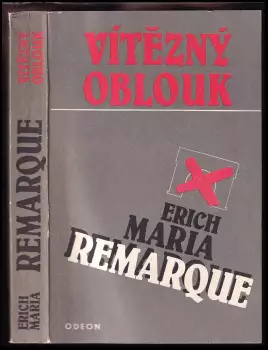 VÍTĚZNÝ
OBLOUK
REMARQUE
ERICH
MARIA
VÍTĚZNÝ
OBLOUK
ERICH
MARIA
REMARQUE
ODEON